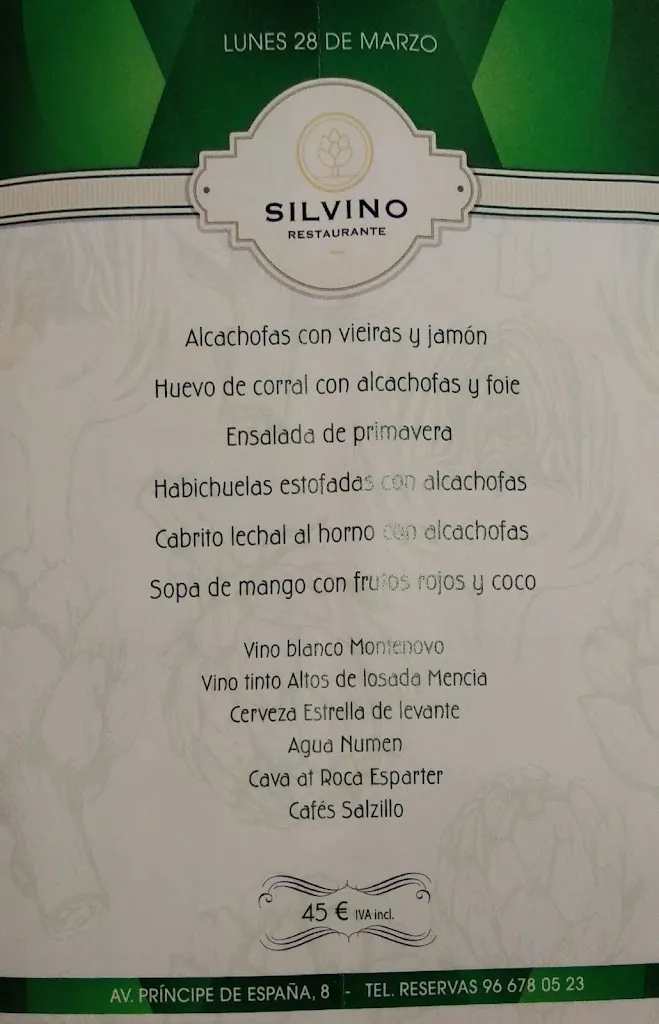 LUNES 28 DE MARZO
SILVINO
RESTAURANTE
Alcachofas con vieiras y jamón
Huevo de corral con alcachofas y foie
Ensalada de primavera
Habichuelas estofadas con alcachofas
Cabrito lechal al horno con alcachofas
Sopa de mango con frutos rojos y coco
Vino blanco Montenovo
Vino tinto Altos de losada Mencia
Cerveza Estrella de levante
Agua Numen
Cava at Roca Esparter
Cafés Salzillo
45 € IVA incl.
AV. PRÍNCIPE DE ESPAÑA, 8 - TEL. RESERVAS 96 678 05 23